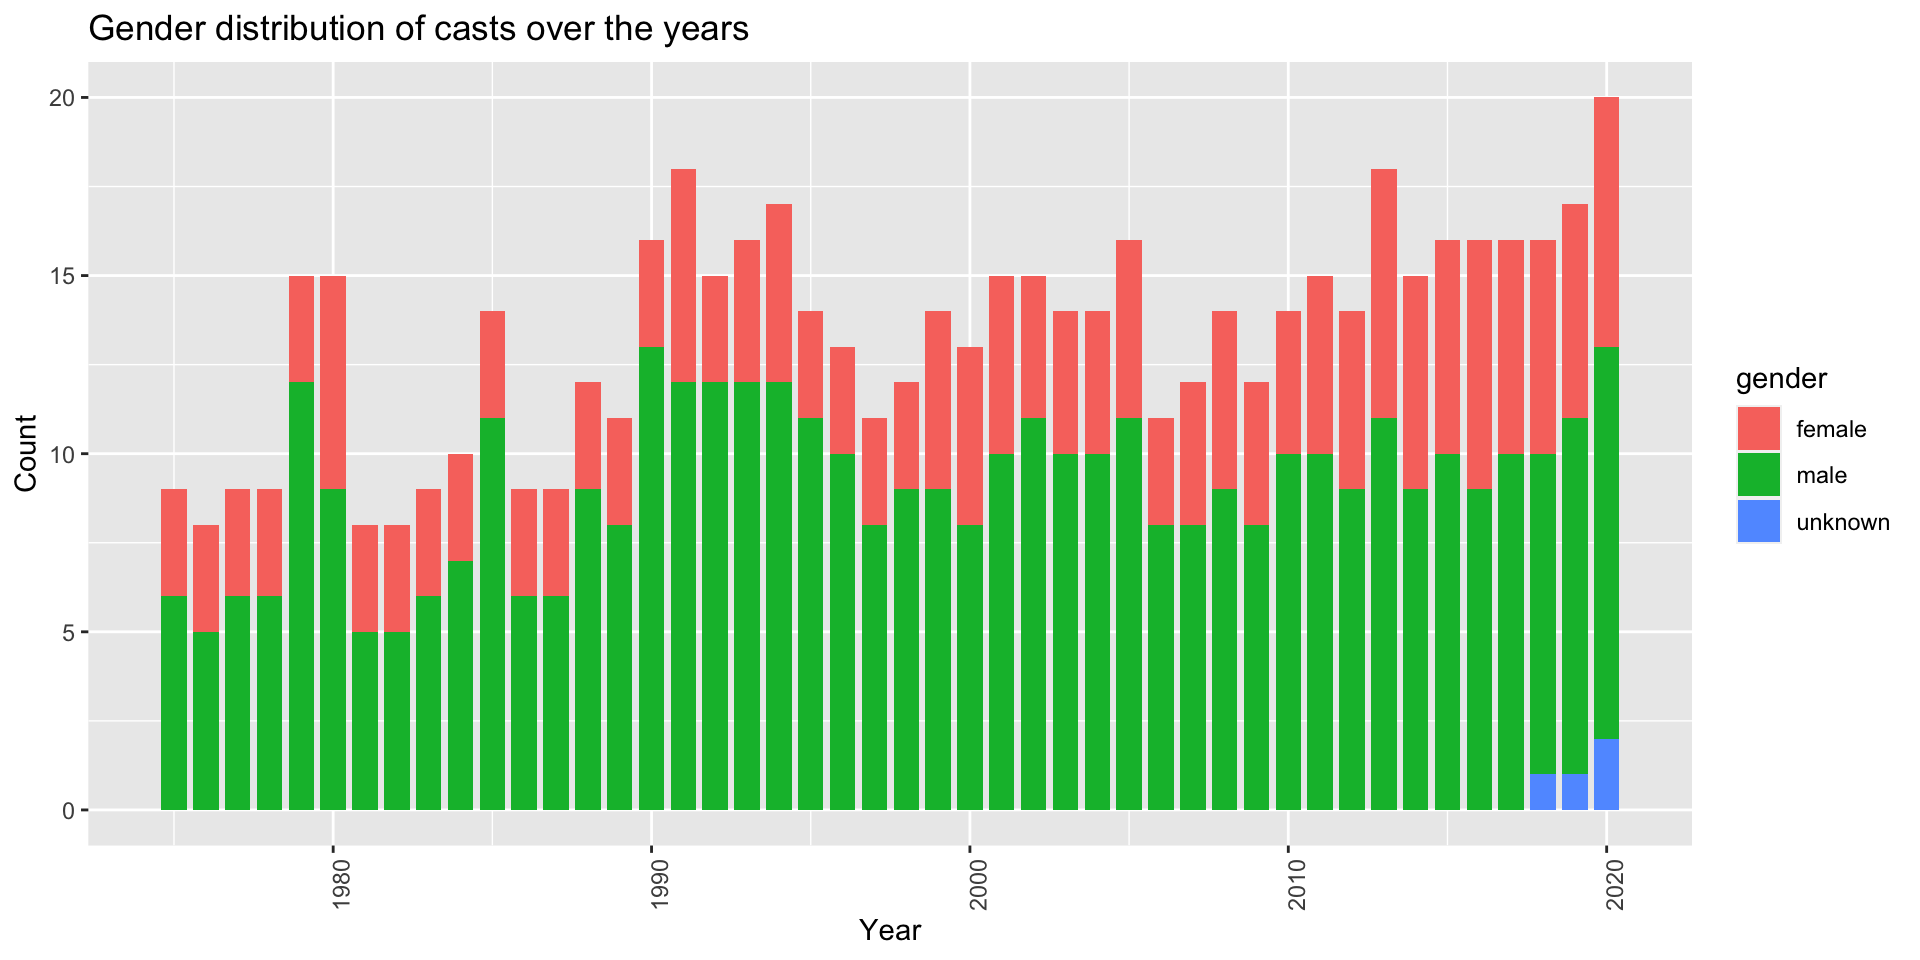 Gender distribution of casts over the years
20
15
10
5
0
Count
1980
1990
2000
2010
2020
Year
gender
female
male
unknown